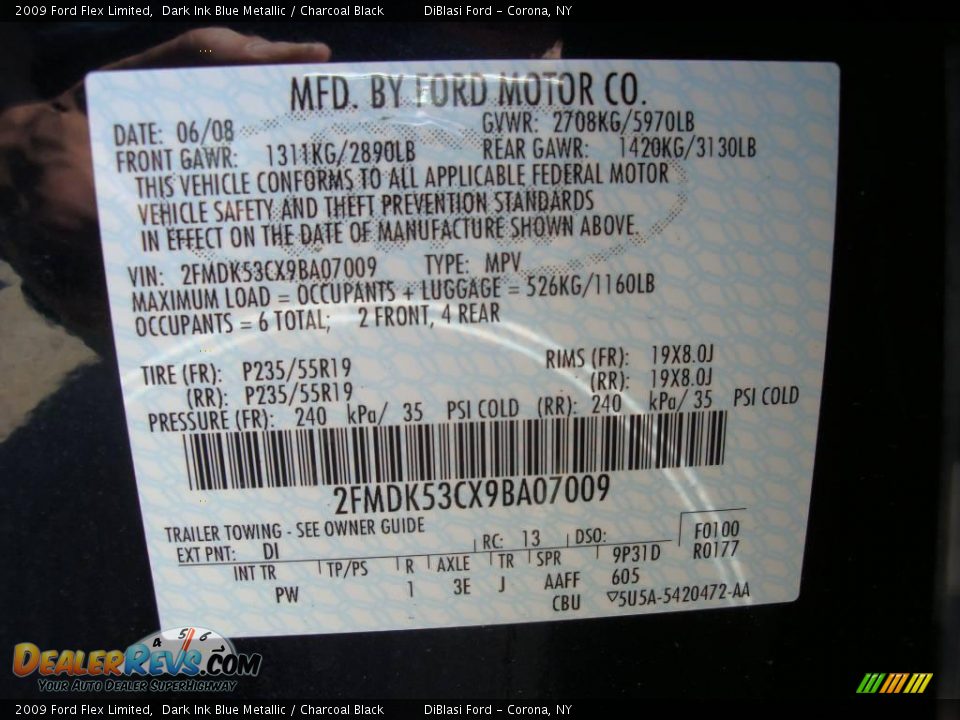 2009 Ford Flex Limited,  Dark Ink Blue Metallic / Charcoal Black   DiBlasi Ford - Corona, NY
MFD. BY FORD MOTOR CO.
DATE: 06/08   GVWR: 2708KG/5970LB
FRONT GAWR: 1311KG/2890LB   REAR GAWR: 1420KG/3130LB
THIS VEHICLE CONFORMS TO ALL APPLICABLE FEDERAL MOTOR
VEHICLE SAFETY AND THEFT PREVENTION STANDARDS
IN EFFECT ON THE DATE OF MANUFACTURE SHOWN ABOVE.
VIN: 2FMDK53CX9BA07009   TYPE: MPV
MAXIMUM LOAD = OCCUPANTS + LUGGAGE = 526KG/1160LB
OCCUPANTS = 6 TOTAL; 2 FRONT, 4 REAR
TIRE (FR): P235/55R19   RIMS (FR): 19X8.0J
(RR): P235/55R19   (RR): 19X8.0J
PRESSURE (FR): 240 kPa/ 35 PSI COLD (RR): 240 kPa/ 35 PSI COLD
2FMDK53CX9BA07009
TRAILER TOWING - SEE OWNER GUIDE
EXT PNT: DI   RC: 13   DSO:   F0100
R0177
INT TR   TP/PS   R   AXLE   TR   SPR   9P31D
PW   1   3E   J   AAFF   605
CBU   ▽5U5A-5420472-AA
4 5 6
DEALERREVS.COM
YOUR AUTO DEALER SUPERHIGHWAY
2009 Ford Flex Limited,  Dark Ink Blue Metallic / Charcoal Black   DiBlasi Ford - Corona, NY